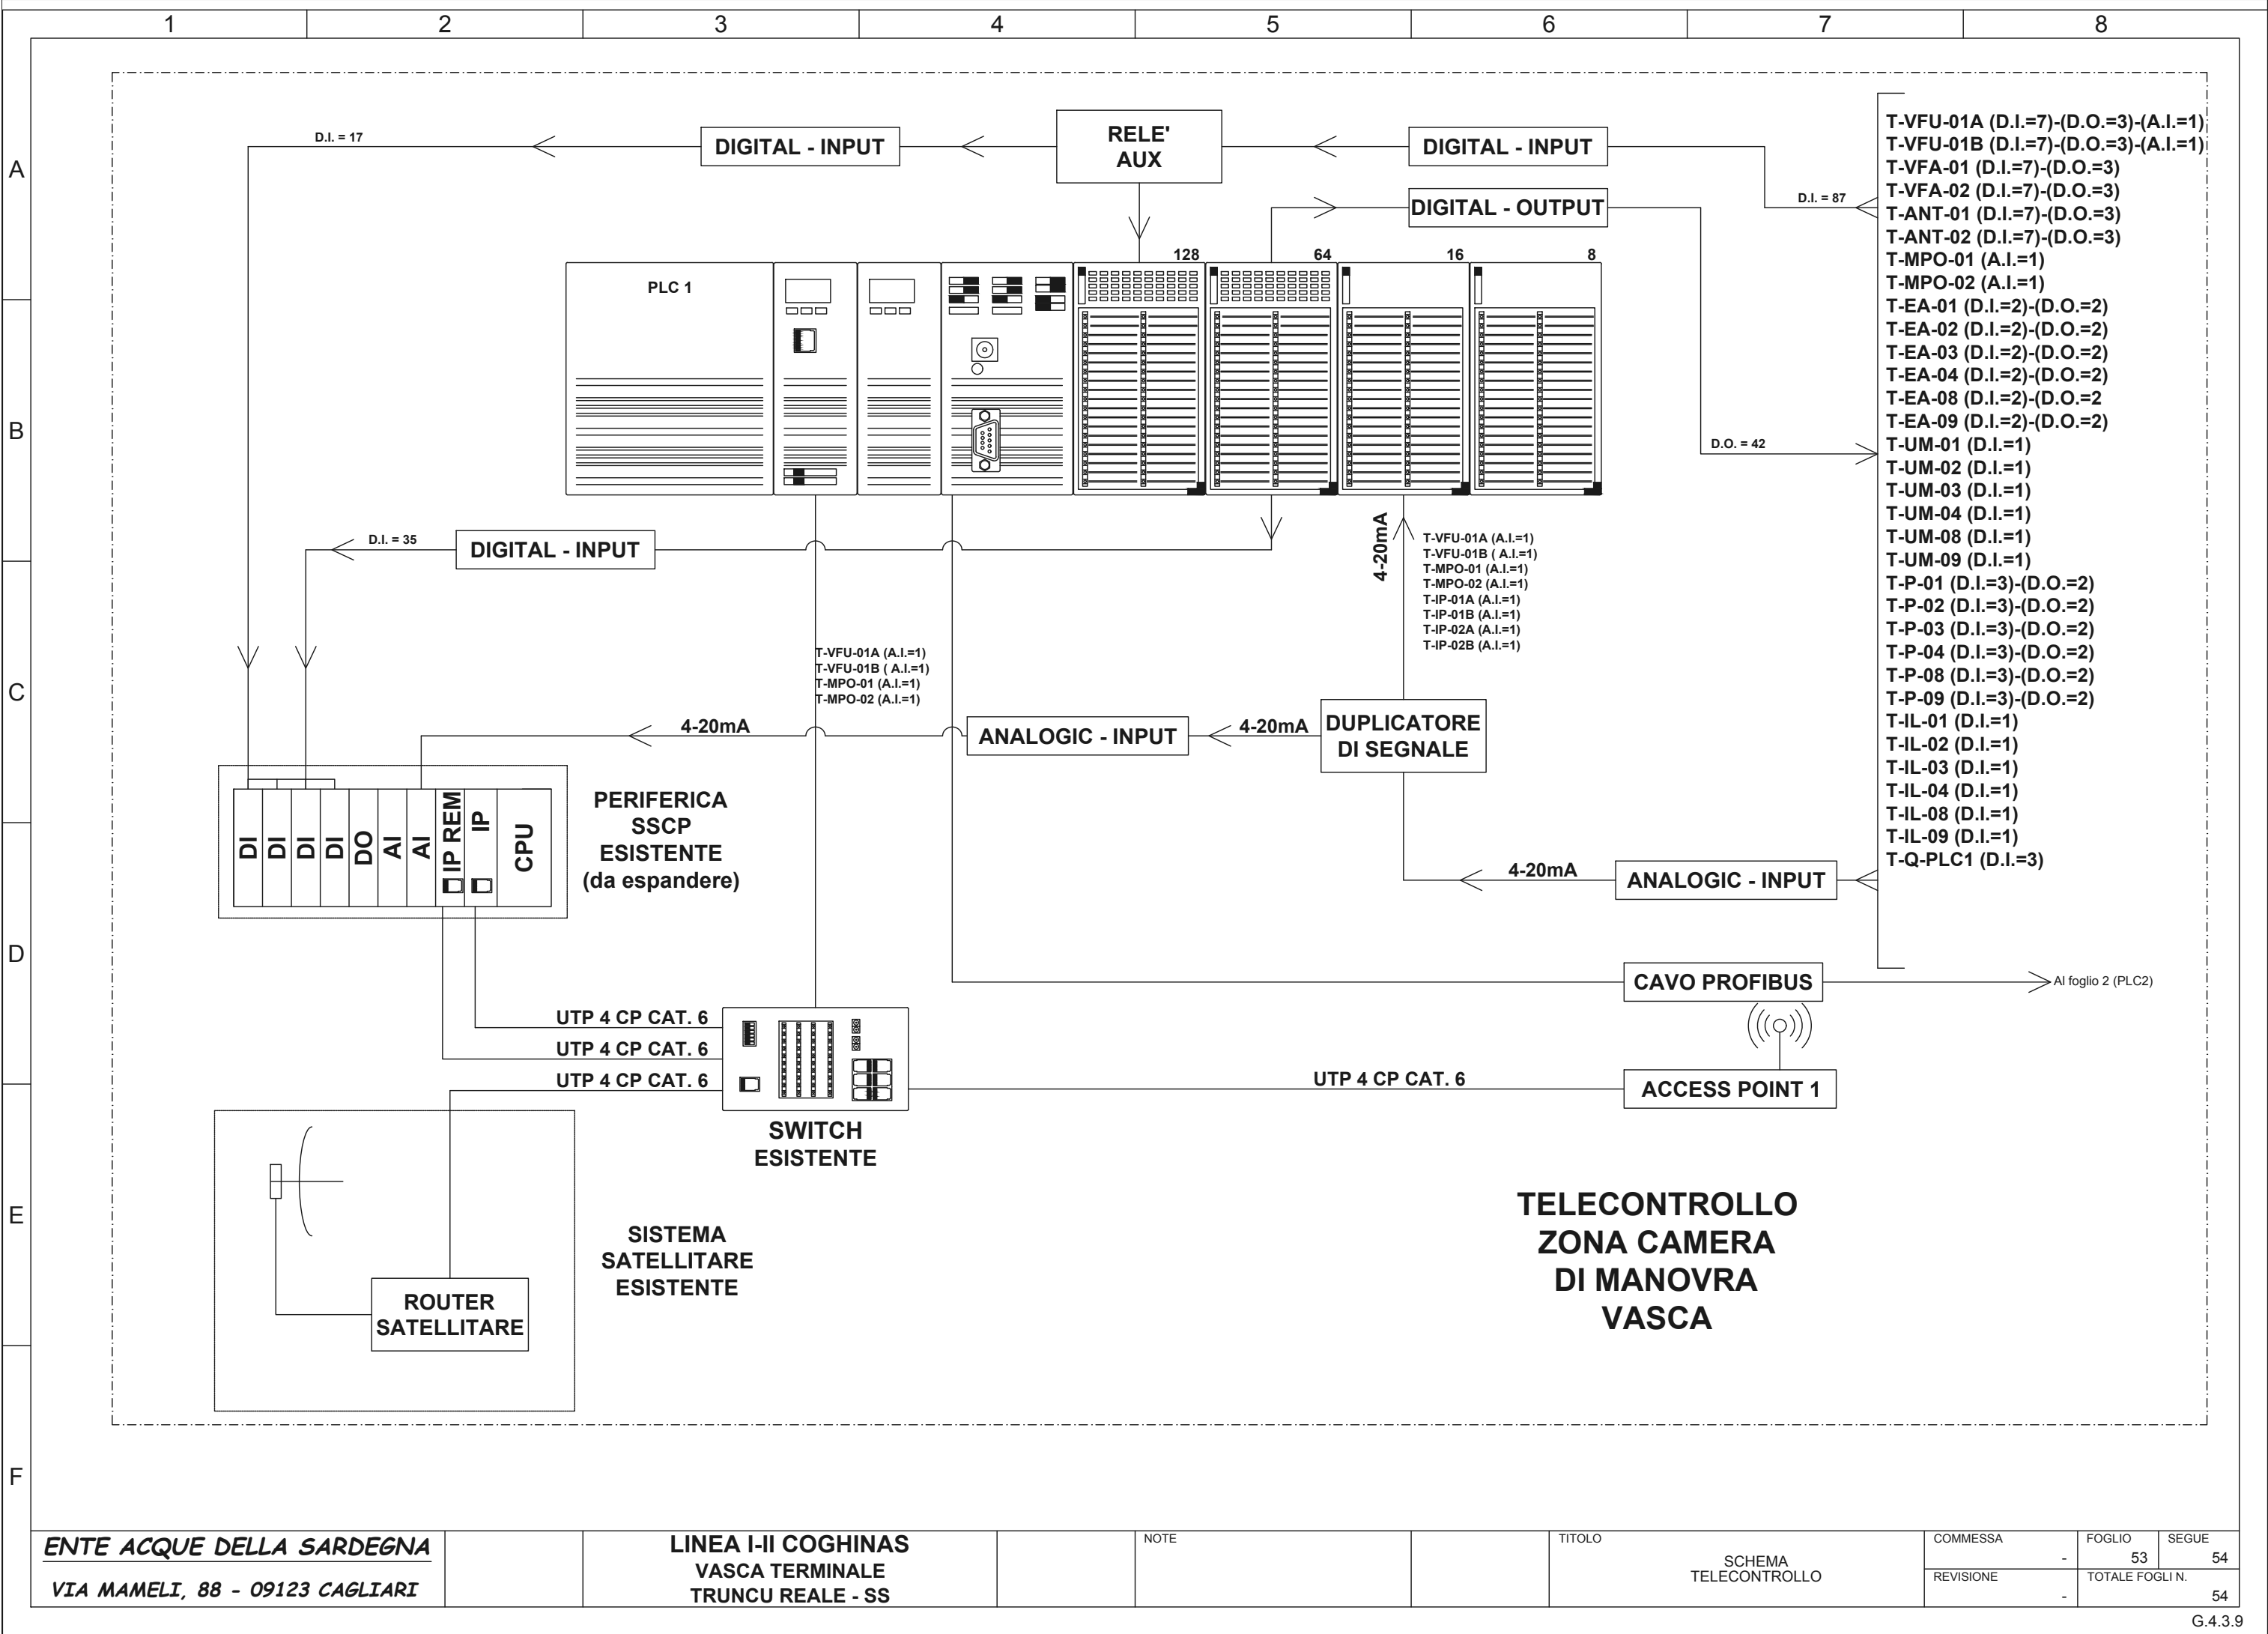 1 2 3 4 5 6 7 8
A
B
C
D
E
F
D.I. = 17
DIGITAL - INPUT
RELE'
AUX
DIGITAL - INPUT
DIGITAL - OUTPUT
D.I. = 87
T-VFU-01A (D.I.=7)-(D.O.=3)-(A.I.=1)
T-VFU-01B (D.I.=7)-(D.O.=3)-(A.I.=1)
T-VFA-01 (D.I.=7)-(D.O.=3)
T-VFA-02 (D.I.=7)-(D.O.=3)
T-ANT-01 (D.I.=7)-(D.O.=3)
T-ANT-02 (D.I.=7)-(D.O.=3)
T-MPO-01 (A.I.=1)
T-MPO-02 (A.I.=1)
T-EA-01 (D.I.=2)-(D.O.=2)
T-EA-02 (D.I.=2)-(D.O.=2)
T-EA-03 (D.I.=2)-(D.O.=2)
T-EA-04 (D.I.=2)-(D.O.=2)
T-EA-08 (D.I.=2)-(D.O.=2
T-EA-09 (D.I.=2)-(D.O.=2)
T-UM-01 (D.I.=1)
T-UM-02 (D.I.=1)
T-UM-03 (D.I.=1)
T-UM-04 (D.I.=1)
T-UM-08 (D.I.=1)
T-UM-09 (D.I.=1)
T-P-01 (D.I.=3)-(D.O.=2)
T-P-02 (D.I.=3)-(D.O.=2)
T-P-03 (D.I.=3)-(D.O.=2)
T-P-04 (D.I.=3)-(D.O.=2)
T-P-08 (D.I.=3)-(D.O.=2)
T-P-09 (D.I.=3)-(D.O.=2)
T-IL-01 (D.I.=1)
T-IL-02 (D.I.=1)
T-IL-03 (D.I.=1)
T-IL-04 (D.I.=1)
T-IL-08 (D.I.=1)
T-IL-09 (D.I.=1)
T-Q-PLC1 (D.I.=3)
PLC 1
128
64
16
8
D.O. = 42
D.I. = 35
DIGITAL - INPUT
4-20mA
T-VFU-01A (A.I.=1)
T-VFU-01B ( A.I.=1)
T-MPO-01 (A.I.=1)
T-MPO-02 (A.I.=1)
T-IP-01A (A.I.=1)
T-IP-01B (A.I.=1)
T-IP-02A (A.I.=1)
T-IP-02B (A.I.=1)
T-VFU-01A (A.I.=1)
T-VFU-01B ( A.I.=1)
T-MPO-01 (A.I.=1)
T-MPO-02 (A.I.=1)
4-20mA
ANALOGIC - INPUT
4-20mA
DUPLICATORE
DI SEGNALE
DI
DI
DI
DI
DO
AI
AI
IP REM
IP
CPU
PERIFERICA
SSCP
ESISTENTE
(da espandere)
4-20mA
ANALOGIC - INPUT
CAVO PROFIBUS
Al foglio 2 (PLC2)
UTP 4 CP CAT. 6
UTP 4 CP CAT. 6
UTP 4 CP CAT. 6
UTP 4 CP CAT. 6
ACCESS POINT 1
SWITCH
ESISTENTE
SISTEMA
SATELLITARE
ESISTENTE
ROUTER
SATELLITARE
TELECONTROLLO
ZONA CAMERA
DI MANOVRA
VASCA
ENTE ACQUE DELLA SARDEGNA
VIA MAMELI, 88 - 09123 CAGLIARI
LINEA I-II COGHINAS
VASCA TERMINALE
TRUNCU REALE - SS
NOTE
TITOLO
SCHEMA
TELECONTROLLO
COMMESSA
-
REVISIONE
-
FOGLIO
53
SEGUE
54
TOTALE FOGLI N.
54
G.4.3.9